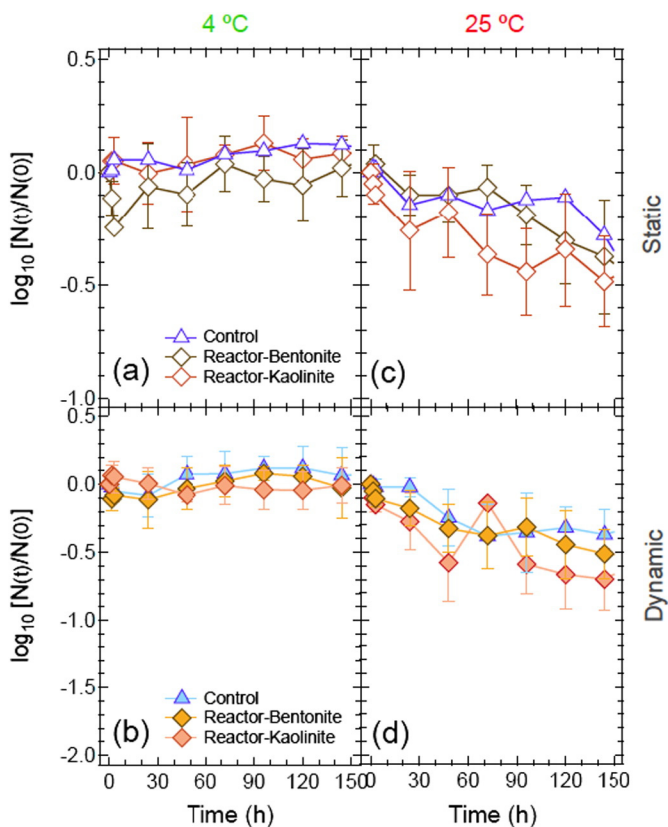 4 ºC
25 ºC
0.5
0.0
-0.5
-1.0
log10 [N(t)/N(0)]
Control
Reactor-Bentonite
Reactor-Kaolinite
(a)
(c)
Static
0.5
0.0
-0.5
-1.0
-1.5
-2.0
log10 [N(t)/N(0)]
Control
Reactor-Bentonite
Reactor-Kaolinite
(b)
(d)
Dynamic
0 30 60 90 120 150
0 30 60 90 120 150
Time (h)
Time (h)